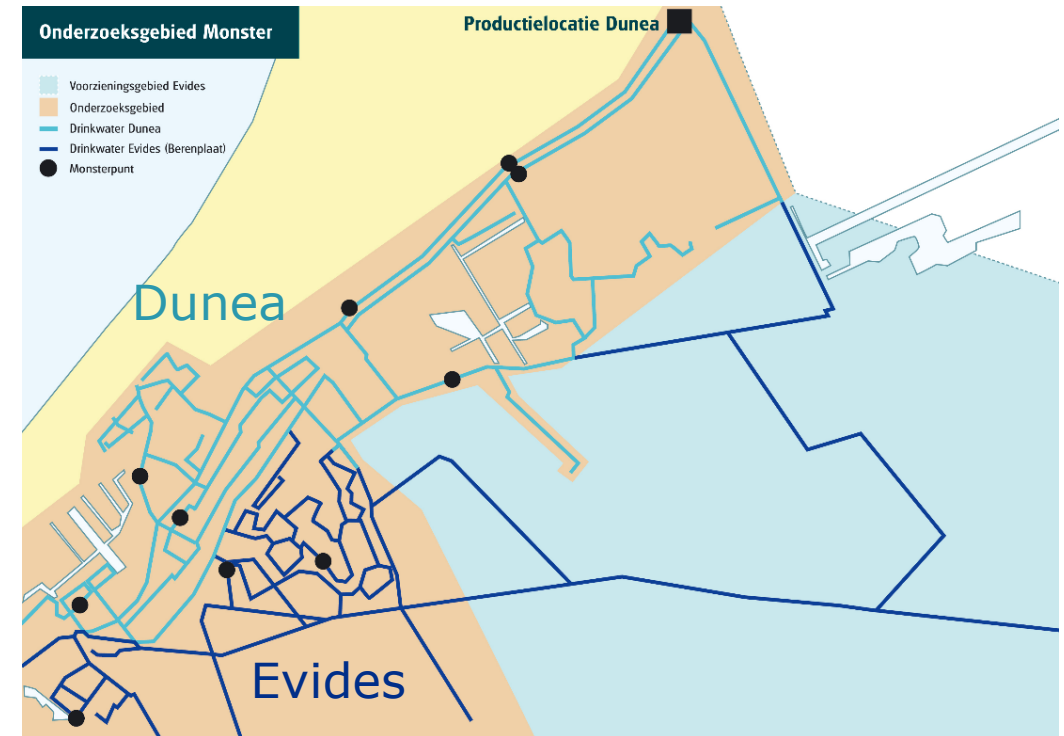 Onderzoeksgebied Monster
Productielocatie Dunea
Voorzieningsgebied Evides
Onderzoeksgebied
Drinkwater Dunea
Drinkwater Evides (Berenplaat)
Monsterpunt
Dunea
Evides